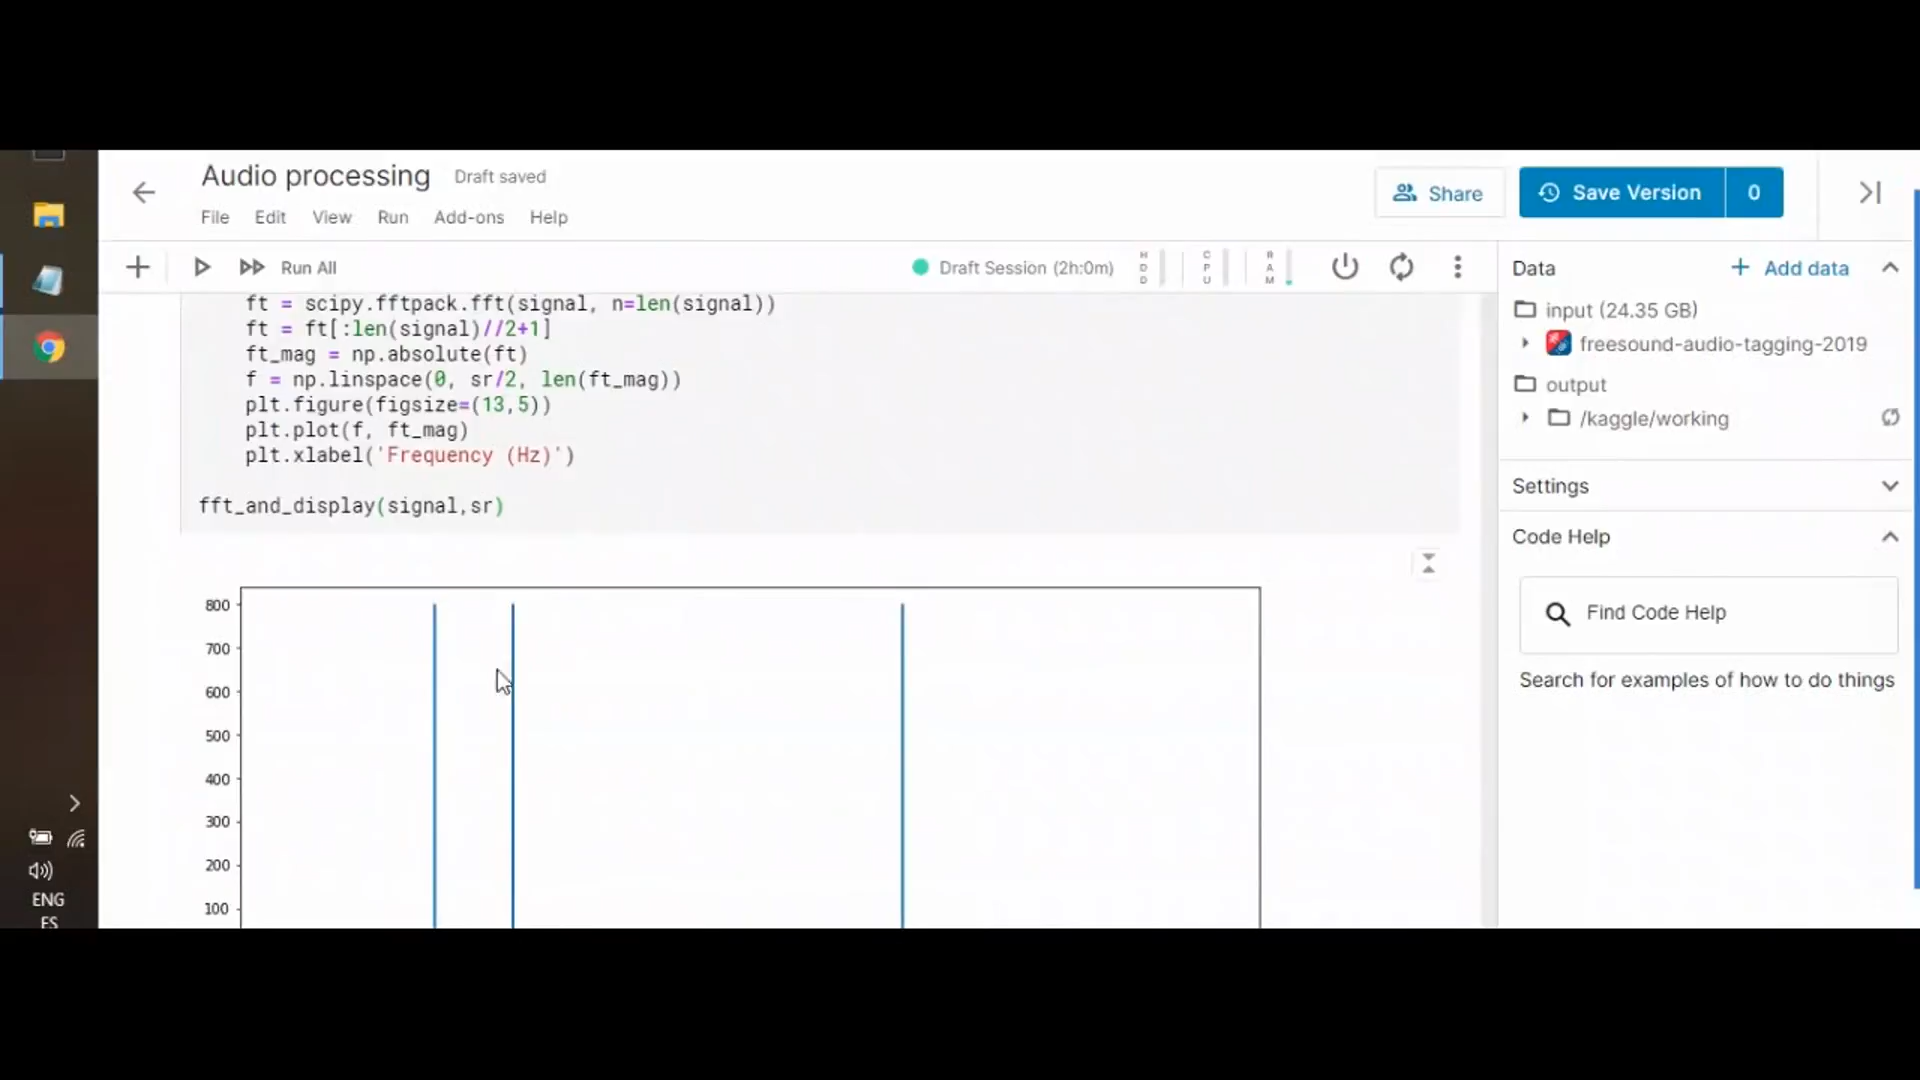 Audio processing
Draft saved
File Edit View Run Add-ons Help
Share
Save Version 0
Run All
Draft Session (2h:0m)
HDD
CPU
RAM
ft = scipy.fftpack.fft(signal, n=len(signal))
ft = ft[:len(signal)//2+1]
ft_mag = np.absolute(ft)
f = np.linspace(0, sr/2, len(ft_mag))
plt.figure(figsize=(13,5))
plt.plot(f, ft_mag)
plt.xlabel('Frequency (Hz)')
fft_and_display(signal,sr)
800
700
600
500
400
300
200
100
Data
+ Add data
input (24.35 GB)
freesound-audio-tagging-2019
output
/kaggle/working
Settings
Code Help
Find Code Help
Search for examples of how to do things
ENG
ES